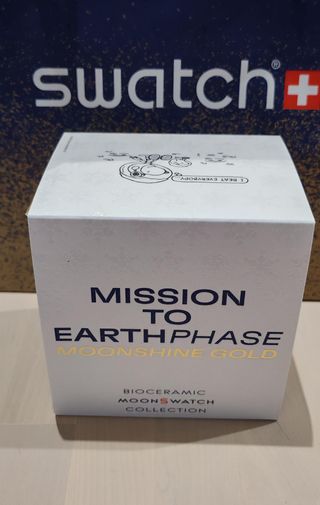 swatch®
I BEAT EVERYBODY
MISSION
TO
EARTHPHASE
MOONSHINE GOLD
BIOCERAMIC
MOONSWATCH
COLLECTION